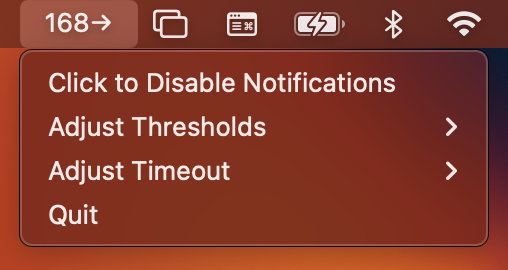 168→
Click to Disable Notifications
Adjust Thresholds
Adjust Timeout
Quit